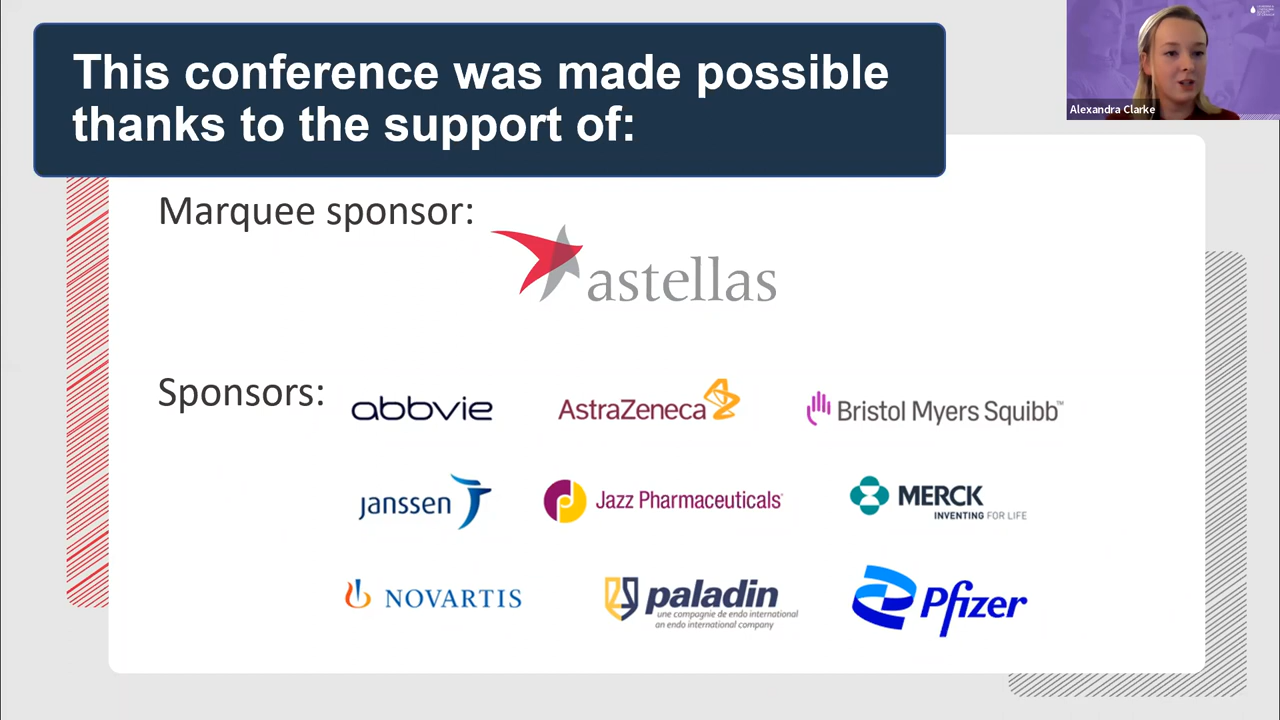 This conference was made possible
thanks to the support of:
Alexandra Clarke
Marquee sponsor:
astellas
Sponsors:
abbvie
AstraZeneca
Bristol Myers Squibb™
janssen
Jazz Pharmaceuticals
MERCK
INVENTING FOR LIFE
NOVARTIS
paladin
une compagnie de endo international
an endo international company
Pfizer